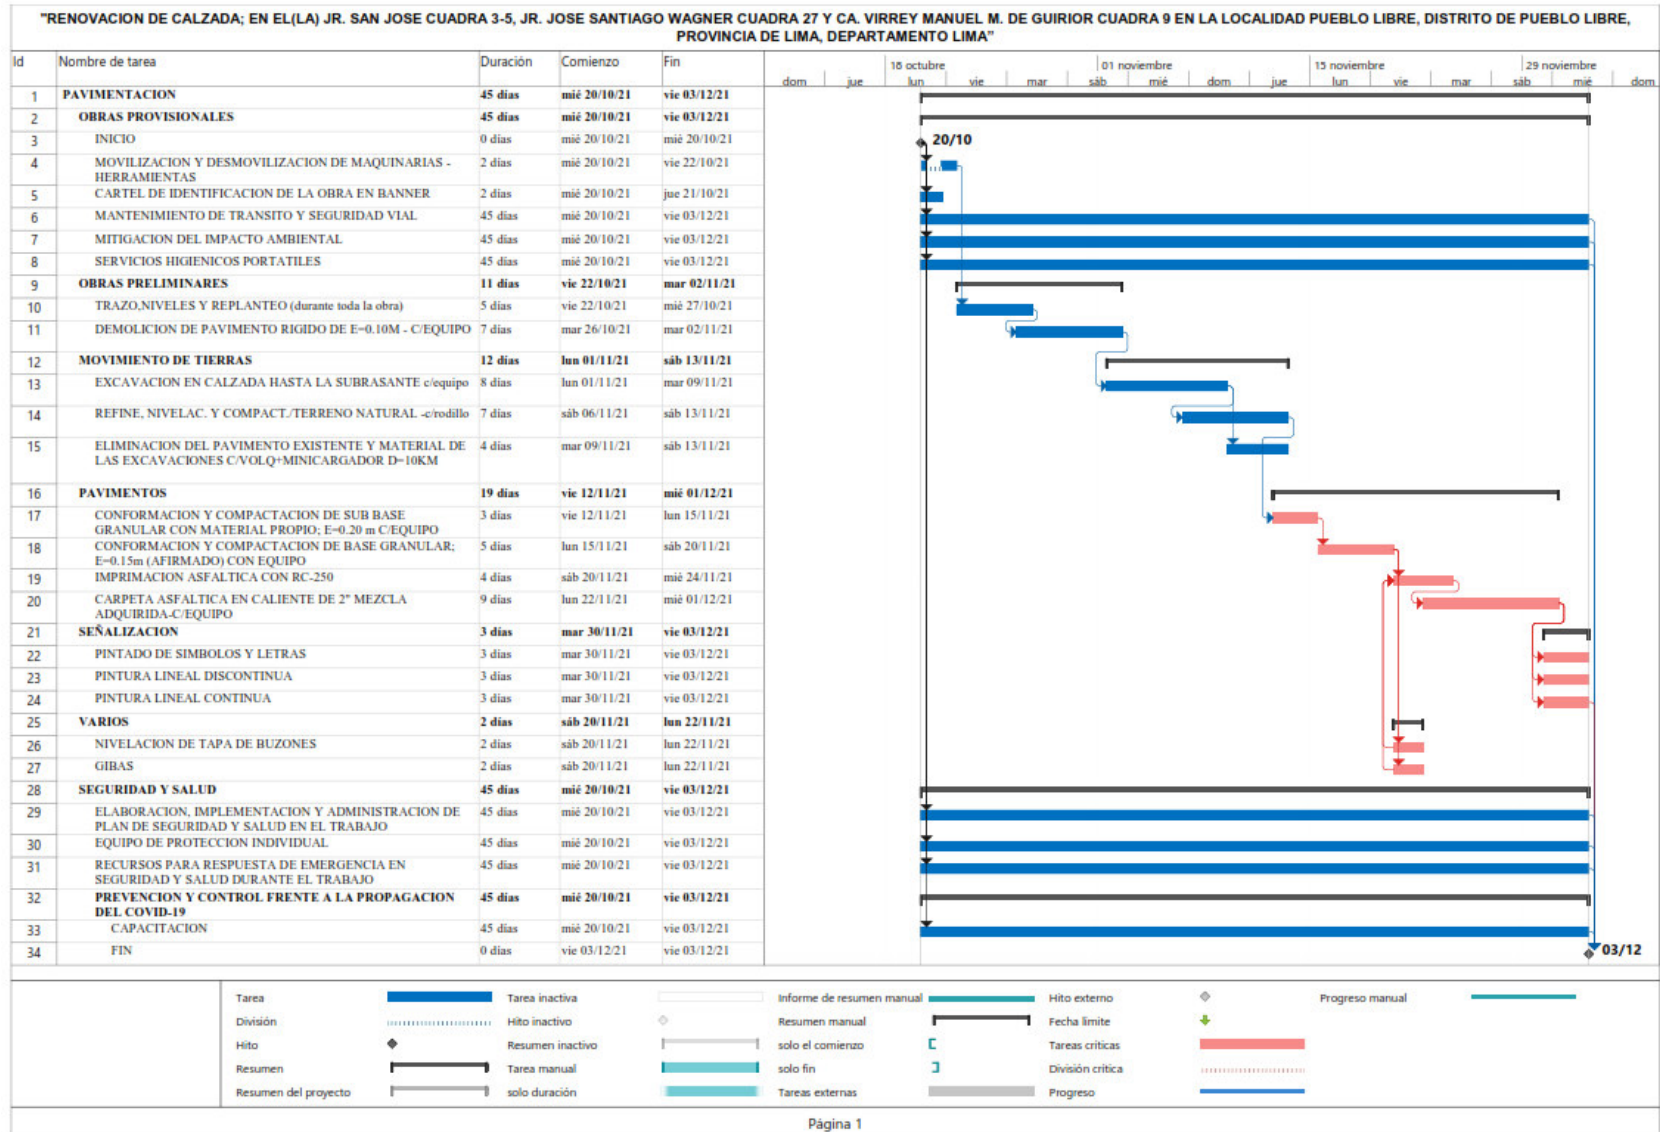 "RENOVACION DE CALZADA; EN EL(LA) JR. SAN JOSE CUADRA 3-5, JR. JOSE SANTIAGO WAGNER CUADRA 27 Y CA. VIRREY MANUEL M. DE GUIRIOR CUADRA 9 EN LA LOCALIDAD PUEBLO LIBRE, DISTRITO DE PUEBLO LIBRE,
PROVINCIA DE LIMA, DEPARTAMENTO LIMA"
Id Nombre de tarea Duración Comienzo Fin
18 octubre 01 noviembre 15 noviembre 29 noviembre
dom jue lun vie mar sáb mié dom jue lun vie mar sáb mié dom
1 PAVIMENTACION 45 días mié 20/10/21 vie 03/12/21
2 OBRAS PROVISIONALES 45 días mié 20/10/21 vie 03/12/21
3 INICIO 0 días mié 20/10/21 mié 20/10/21 20/10
4 MOVILIZACION Y DESMOVILIZACION DE MAQUINARIAS - 2 días mié 20/10/21 vie 22/10/21
HERRAMIENTAS
5 CARTEL DE IDENTIFICACION DE LA OBRA EN BANNER 2 días mié 20/10/21 jue 21/10/21
6 MANTENIMIENTO DE TRANSITO Y SEGURIDAD VIAL 45 días mié 20/10/21 vie 03/12/21
7 MITIGACION DEL IMPACTO AMBIENTAL 45 días mié 20/10/21 vie 03/12/21
8 SERVICIOS HIGIENICOS PORTATILES 45 días mié 20/10/21 vie 03/12/21
9 OBRAS PRELIMINARES 11 días vie 22/10/21 mar 02/11/21
10 TRAZO,NIVELES Y REPLANTEO (durante toda la obra) 5 días vie 22/10/21 mié 27/10/21
11 DEMOLICION DE PAVIMENTO RIGIDO DE E=0.10M - C/EQUIPO 7 días mar 26/10/21 mar 02/11/21
12 MOVIMIENTO DE TIERRAS 12 días lun 01/11/21 sáb 13/11/21
13 EXCAVACION EN CALZADA HASTA LA SUBRASANTE c/equipo 8 días lun 01/11/21 mar 09/11/21
14 REFINE, NIVELAC. Y COMPACT./TERRENO NATURAL -c/rodillo 7 días sáb 06/11/21 sáb 13/11/21
15 ELIMINACION DEL PAVIMENTO EXISTENTE Y MATERIAL DE 4 días mar 09/11/21 sáb 13/11/21
LAS EXCAVACIONES C/VOLQ+MINICARGADOR D=10KM
16 PAVIMENTOS 19 días vie 12/11/21 mié 01/12/21
17 CONFORMACION Y COMPACTACION DE SUB BASE 3 días vie 12/11/21 lun 15/11/21
GRANULAR CON MATERIAL PROPIO; E=0.20 m C/EQUIPO
18 CONFORMACION Y COMPACTACION DE BASE GRANULAR; 5 días lun 15/11/21 sáb 20/11/21
E=0.15m (AFIRMADO) CON EQUIPO
19 IMPRIMACION ASFALTICA CON RC-250 4 días sáb 20/11/21 mié 24/11/21
20 CARPETA ASFALTICA EN CALIENTE DE 2" MEZCLA 9 días lun 22/11/21 mié 01/12/21
ADQUIRIDA-C/EQUIPO
21 SEÑALIZACION 3 días mar 30/11/21 vie 03/12/21
22 PINTADO DE SIMBOLOS Y LETRAS 3 días mar 30/11/21 vie 03/12/21
23 PINTURA LINEAL DISCONTINUA 3 días mar 30/11/21 vie 03/12/21
24 PINTURA LINEAL CONTINUA 3 días mar 30/11/21 vie 03/12/21
25 VARIOS 2 días sáb 20/11/21 lun 22/11/21
26 NIVELACION DE TAPA DE BUZONES 2 días sáb 20/11/21 lun 22/11/21
27 GIBAS 2 días sáb 20/11/21 lun 22/11/21
28 SEGURIDAD Y SALUD 45 días mié 20/10/21 vie 03/12/21
29 ELABORACION, IMPLEMENTACION Y ADMINISTRACION DE 45 días mié 20/10/21 vie 03/12/21
PLAN DE SEGURIDAD Y SALUD EN EL TRABAJO
30 EQUIPO DE PROTECCION INDIVIDUAL 45 días mié 20/10/21 vie 03/12/21
31 RECURSOS PARA RESPUESTA DE EMERGENCIA EN 45 días mié 20/10/21 vie 03/12/21
SEGURIDAD Y SALUD DURANTE EL TRABAJO
32 PREVENCION Y CONTROL FRENTE A LA PROPAGACION 45 días mié 20/10/21 vie 03/12/21
DEL COVID-19
33 CAPACITACION 45 días mié 20/10/21 vie 03/12/21
34 FIN 0 días vie 03/12/21 vie 03/12/21 03/12
Tarea Tarea inactiva Informe de resumen manual Hito externo Progreso manual
División Hito inactivo Resumen manual Fecha límite
Hito Resumen inactivo solo el comienzo Tareas críticas
Resumen Tarea manual solo fin División crítica
Resumen del proyecto solo duración Tareas externas Progreso
Página 1